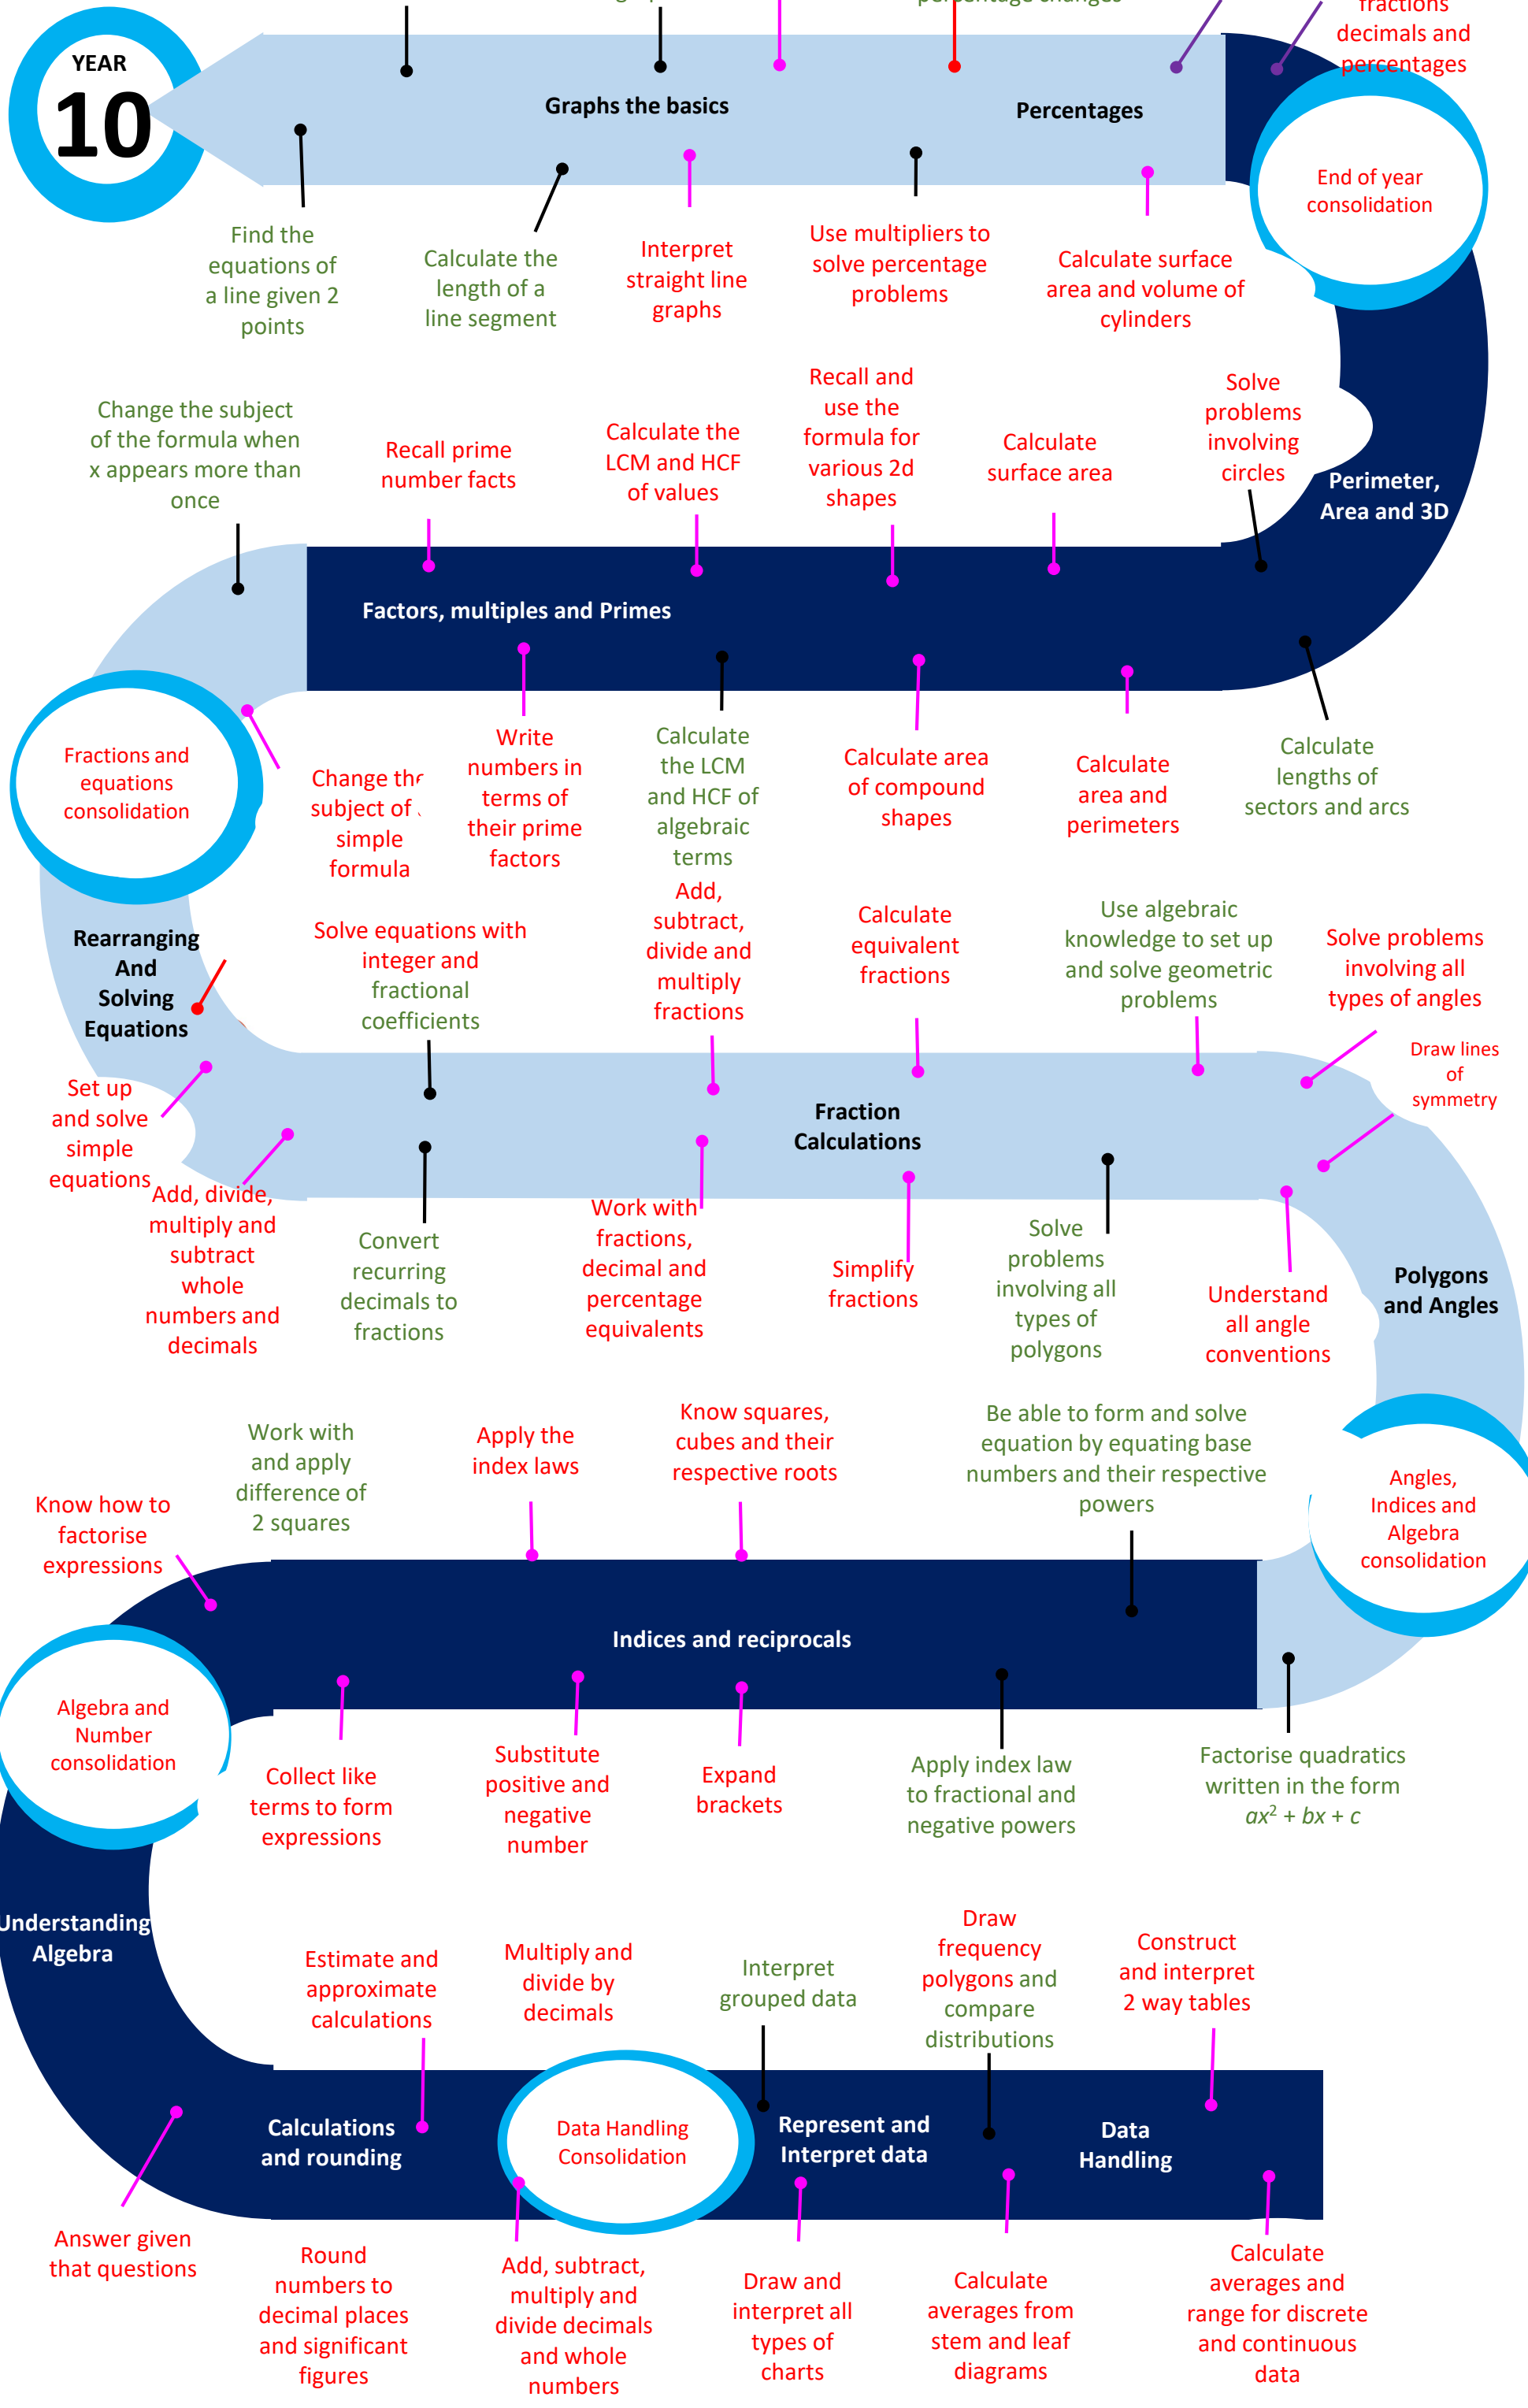 percentage changes
fractions
decimals and
percentages
YEAR
10
Graphs the basics
Percentages
End of year
consolidation
Find the
equations of
a line given 2
points
Calculate the
length of a
line segment
Interpret
straight line
graphs
Use multipliers to
solve percentage
problems
Calculate surface
area and volume of
cylinders
Change the subject
of the formula when
x appears more than
once
Recall prime
number facts
Calculate the
LCM and HCF
of values
Recall and
use the
formula for
various 2d
shapes
Calculate
surface area
Solve
problems
involving
circles
Perimeter,
Area and 3D
Factors, multiples and Primes
Fractions and
equations
consolidation
Change the
subject of
simple
formula
Write
numbers in
terms of
their prime
factors
Calculate
the LCM
and HCF of
algebraic
terms
Calculate area
of compound
shapes
Calculate
area and
perimeters
Calculate
lengths of
sectors and arcs
Rearranging
And
Solving
Equations
Solve equations with
integer and
fractional
coefficients
Add,
subtract,
divide and
multiply
fractions
Calculate
equivalent
fractions
Use algebraic
knowledge to set up
and solve geometric
problems
Solve problems
involving all
types of angles
Draw lines
of
symmetry
Set up
and solve
simple
equations
Fraction
Calculations
Add, divide,
multiply and
subtract
whole
numbers and
decimals
Convert
recurring
decimals to
fractions
Work with
fractions,
decimal and
percentage
equivalents
Simplify
fractions
Solve
problems
involving all
types of
polygons
Understand
all angle
conventions
Polygons
and Angles
Know how to
factorise
expressions
Work with
and apply
difference of
2 squares
Apply the
index laws
Know squares,
cubes and their
respective roots
Be able to form and solve
equation by equating base
numbers and their respective
powers
Angles,
Indices and
Algebra
consolidation
Indices and reciprocals
Algebra and
Number
consolidation
Collect like
terms to form
expressions
Substitute
positive and
negative
number
Expand
brackets
Apply index law
to fractional and
negative powers
Factorise quadratics
written in the form
ax² + bx + c
Understanding
Algebra
Estimate and
approximate
calculations
Multiply and
divide by
decimals
Interpret
grouped data
Draw
frequency
polygons and
compare
distributions
Construct
and interpret
2 way tables
Calculations
and rounding
Data Handling
Consolidation
Represent and
Interpret data
Data
Handling
Answer given
that questions
Round
numbers to
decimal places
and significant
figures
Add, subtract,
multiply and
divide decimals
and whole
numbers
Draw and
interpret all
types of
charts
Calculate
averages from
stem and leaf
diagrams
Calculate
averages and
range for discrete
and continuous
data